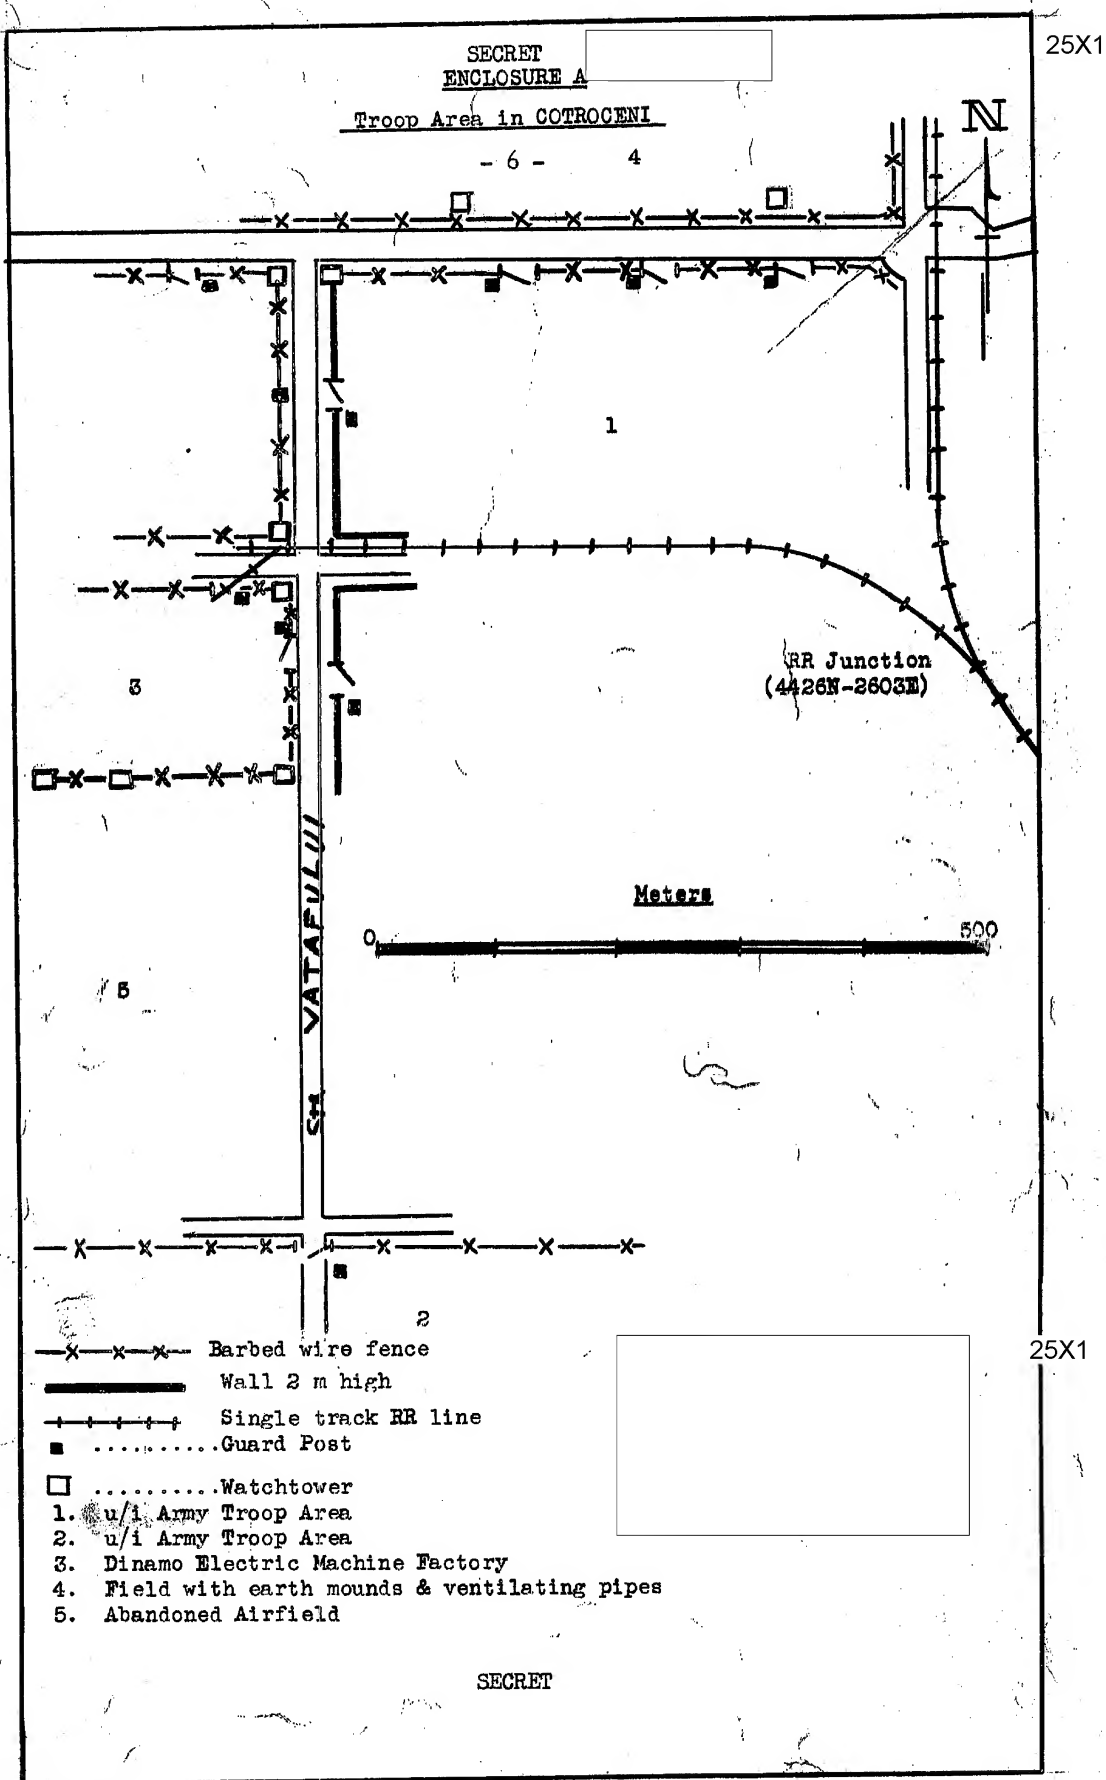 25X1
SECRET
ENCLOSURE A
Troop Area in COTROCENI
N
- 6 -
4
1
RR Junction
(4426N-2603E)
3
Meters
0
500
5
CH VATAFULUI
2
Barbed wire fence
25X1
Wall 2 m high
Single track RR line
..........Guard Post
..........Watchtower
1. u/i Army Troop Area
2. u/i Army Troop Area
3. Dinamo Electric Machine Factory
4. Field with earth mounds & ventilating pipes
5. Abandoned Airfield
SECRET